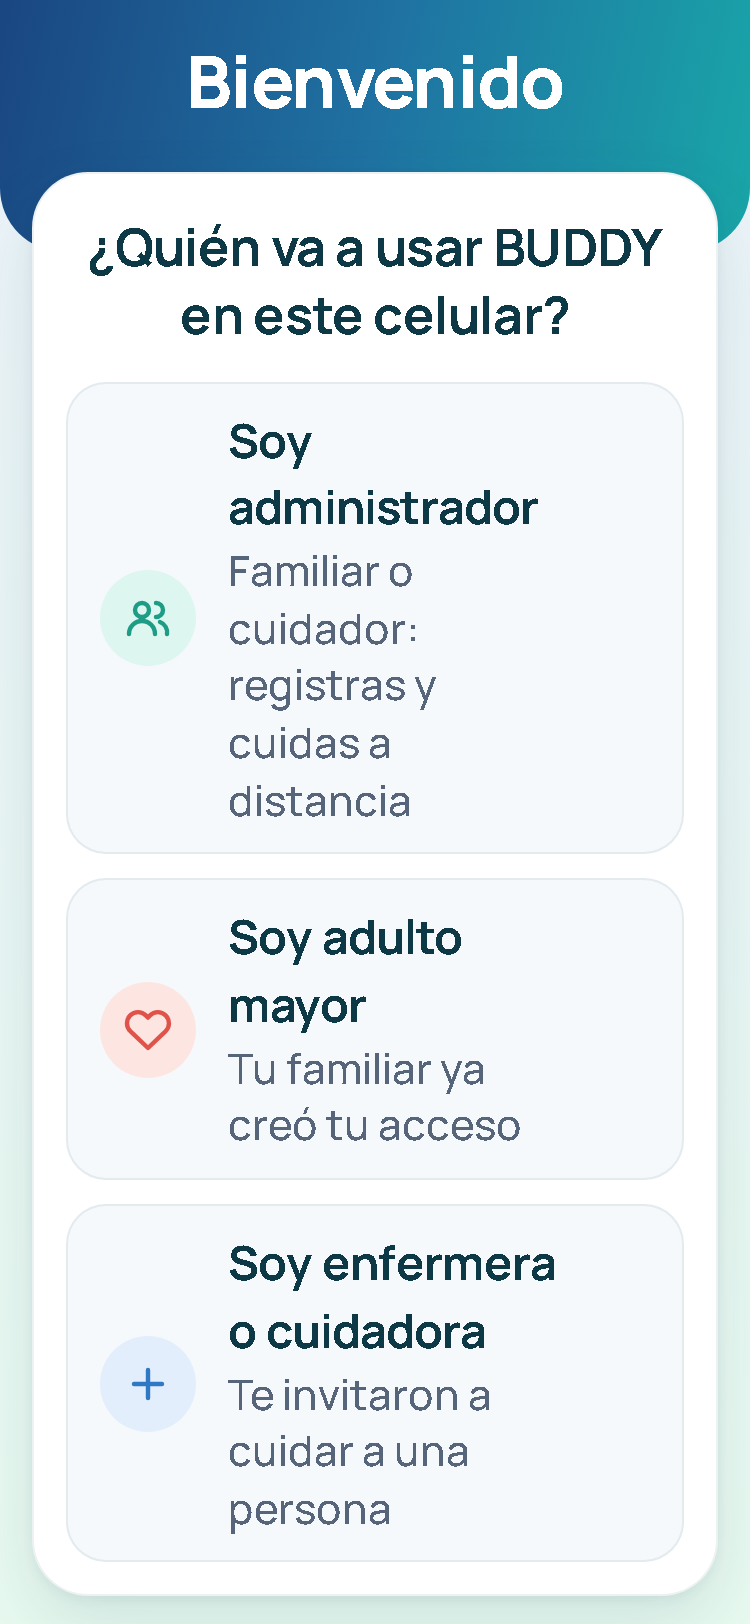 Bienvenido
¿Quién va a usar BUDDY
en este celular?
Soy
administrador
Familiar o
cuidador:
registras y
cuidas a
distancia
Soy adulto
mayor
Tu familiar ya
creó tu acceso
Soy enfermera
o cuidadora
Te invitaron a
cuidar a una
persona